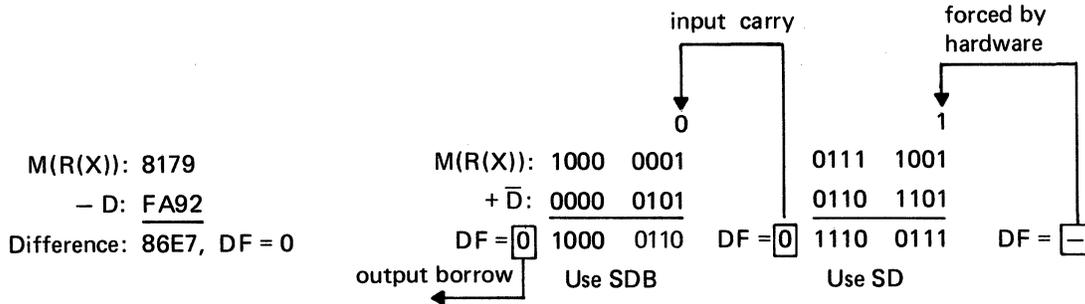 input carry
forced by
hardware
0 1
M(R(X)): 8179 M(R(X)): 1000 0001 0111 1001
– D: FA92 + D̅: 0000 0101 0110 1101
Difference: 86E7, DF = 0 DF = 0 1000 0110 DF = 0 1110 0111 DF = –
output borrow Use SDB Use SD